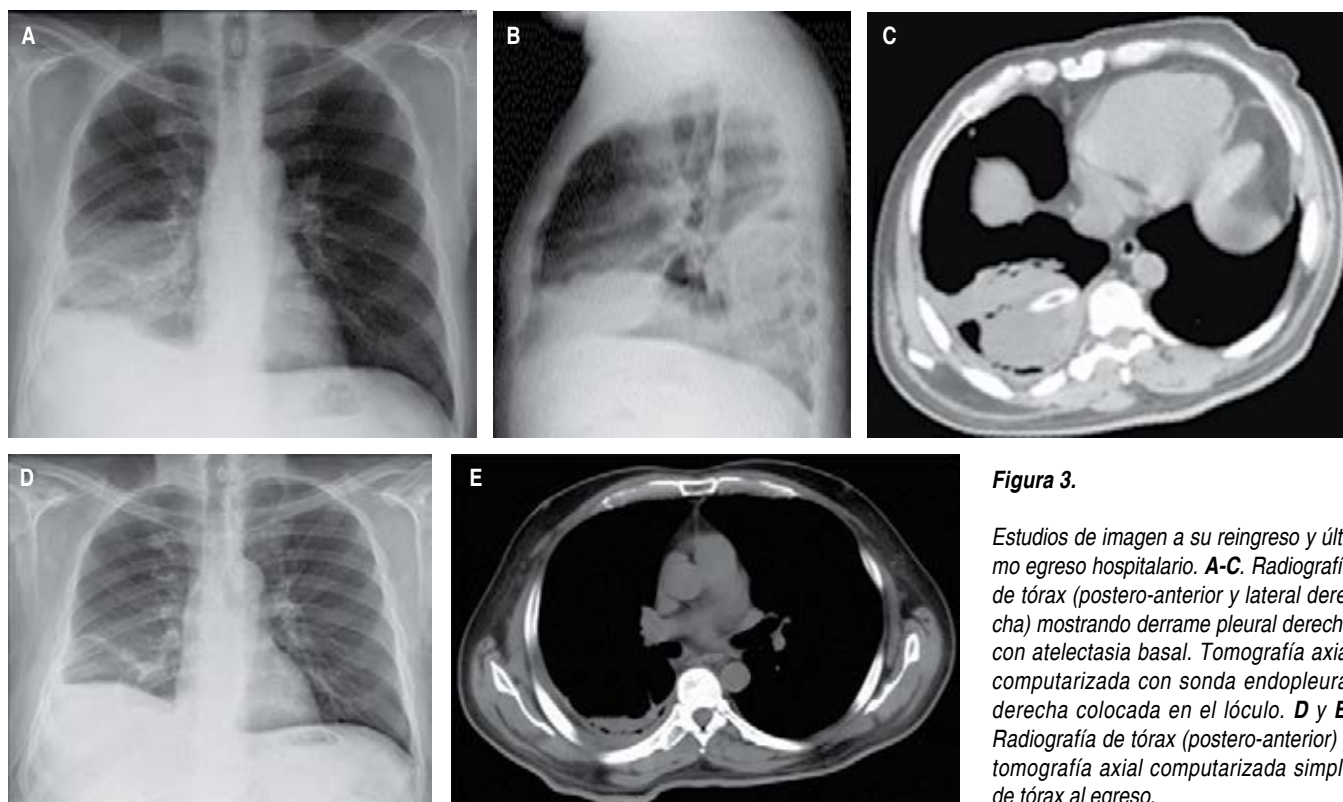 A
B
C
D
E
Figura 3.
Estudios de imagen a su reingreso y últi
mo egreso hospitalario. A-C. Radiografí
de tórax (postero-anterior y lateral dere
cha) mostrando derrame pleural derech
con atelectasia basal. Tomografía axia
computarizada con sonda endopleura
derecha colocada en el lóculo. D y E
Radiografía de tórax (postero-anterior)
tomografía axial computarizada simpl
de tórax al egreso.